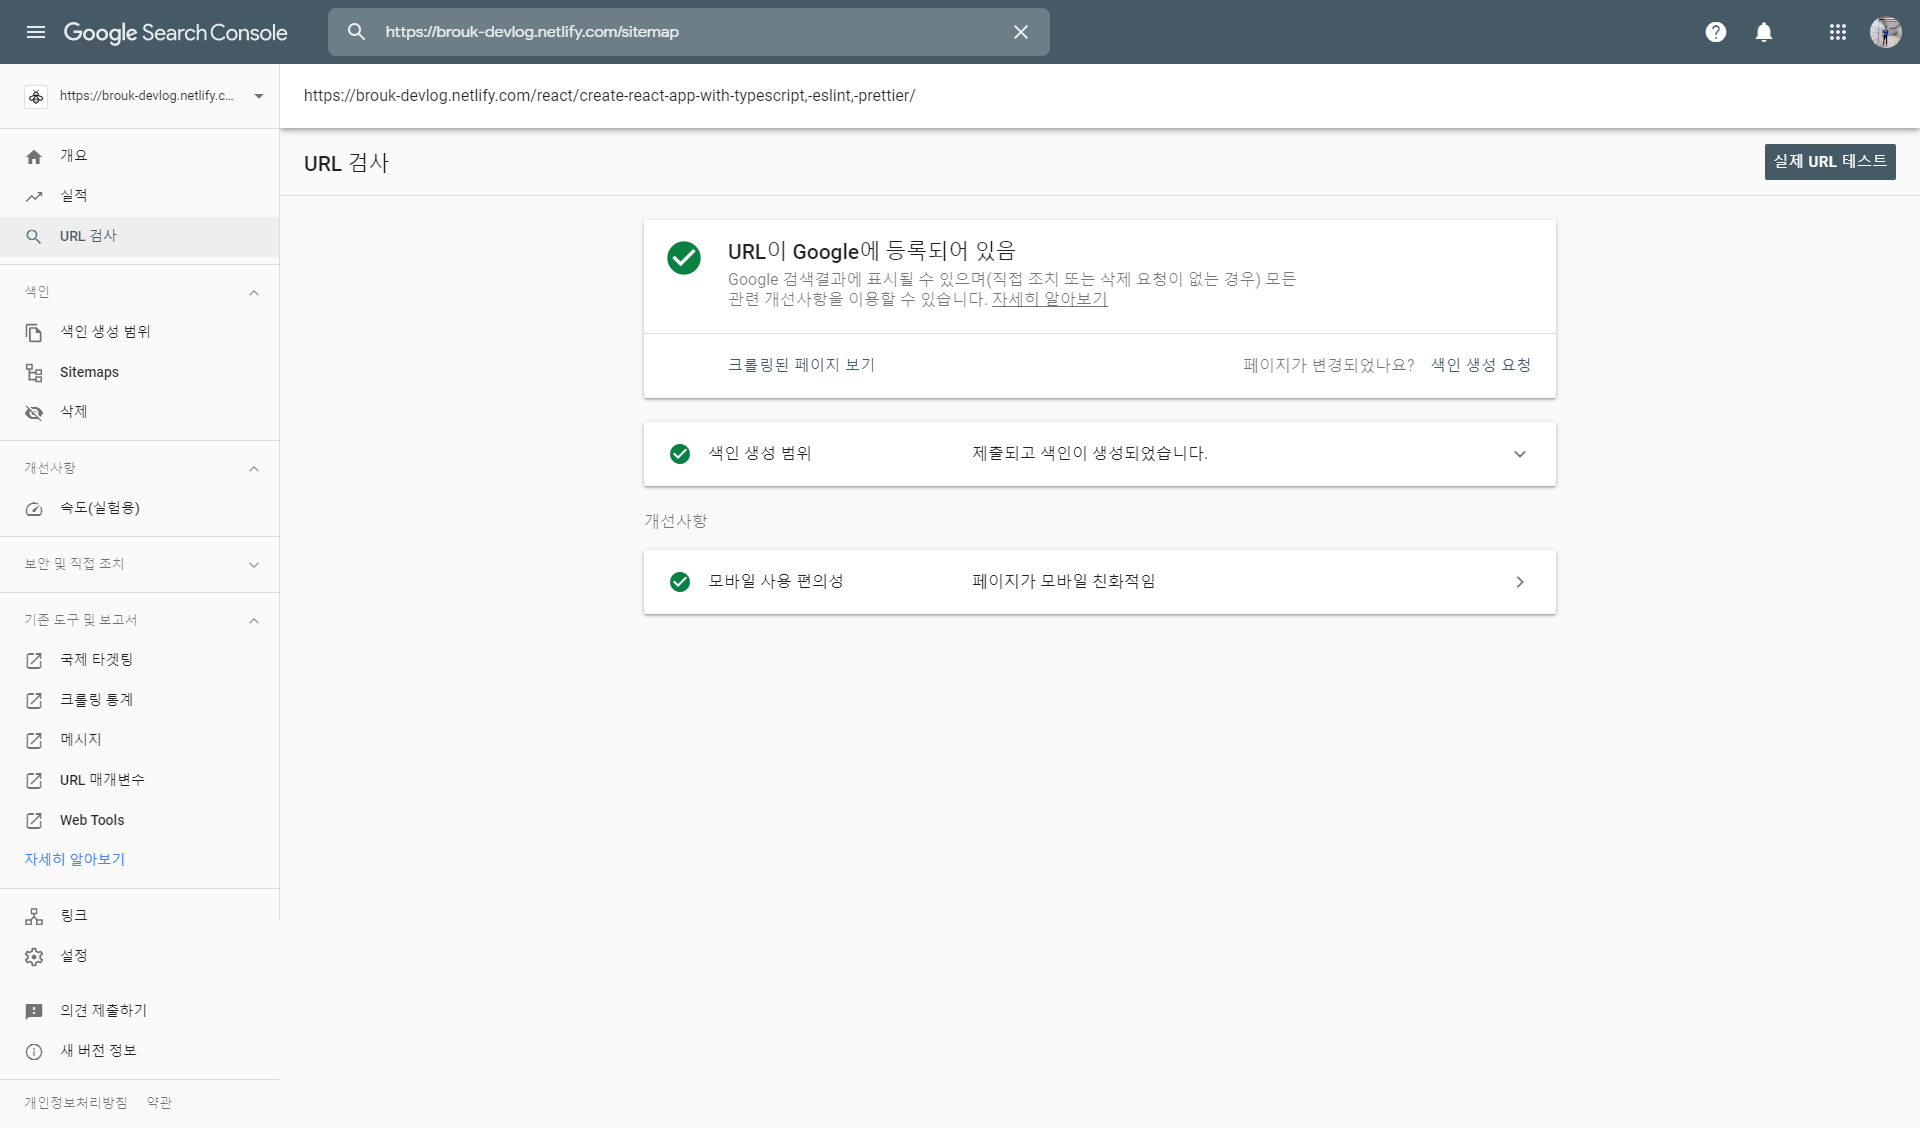 Google Search Console
https://brouk-devlog.netlify.com/sitemap
https://brouk-devlog.netlify.c...
https://brouk-devlog.netlify.com/react/create-react-app-with-typescript,-eslint,-prettier/
개요
실적
URL 검사
색인
색인 생성 범위
Sitemaps
삭제
개선사항
속도(실험용)
보안 및 직접 조치
기존 도구 및 보고서
국제 타겟팅
크롤링 통계
메시지
URL 매개변수
Web Tools
자세히 알아보기
링크
설정
의견 제출하기
새 버전 정보
개인정보처리방침 약관
URL 검사
실제 URL 테스트
URL이 Google에 등록되어 있음
Google 검색결과에 표시될 수 있으며(직접 조치 또는 삭제 요청이 없는 경우) 모든
관련 개선사항을 이용할 수 있습니다. 자세히 알아보기
크롤링된 페이지 보기
페이지가 변경되었나요? 색인 생성 요청
색인 생성 범위 제출되고 색인이 생성되었습니다.
개선사항
모바일 사용 편의성 페이지가 모바일 친화적임